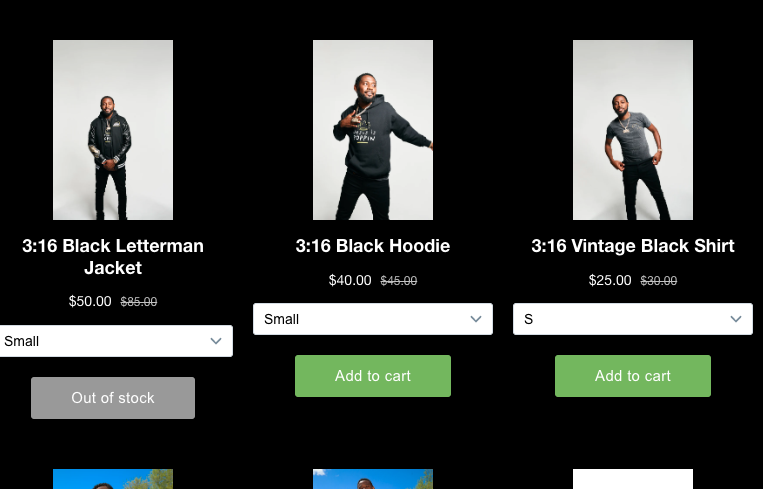 3:16 Black Letterman
Jacket
$50.00 $85.00
Small
Out of stock
POPPIN
3:16 Black Hoodie
$40.00 $45.00
Small
Add to cart
3:16 Vintage Black Shirt
$25.00 $30.00
S
Add to cart